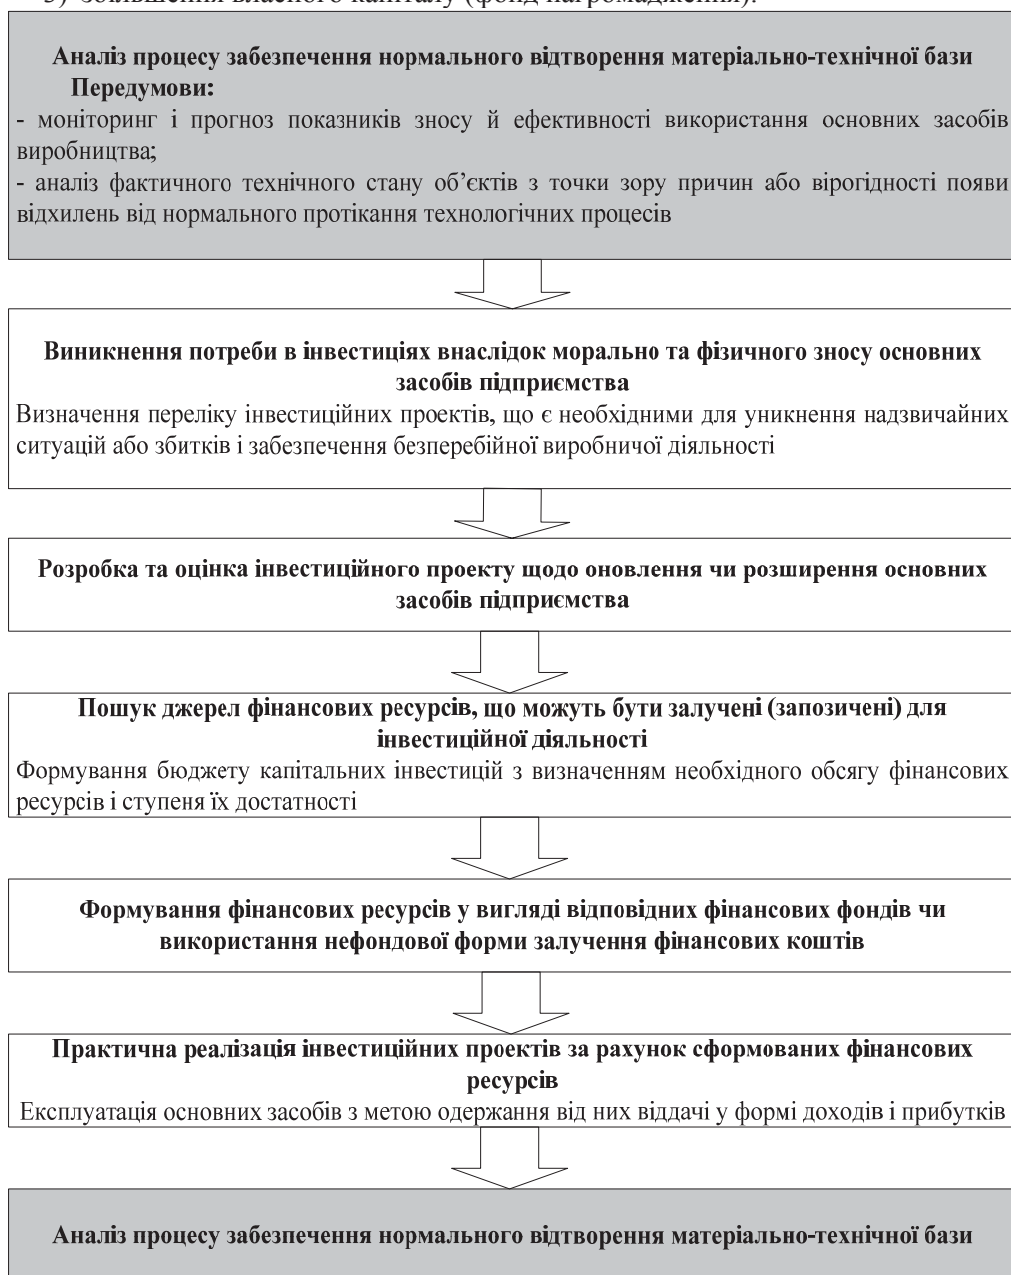 3) збільшення власного капіталу (фонд нагромадження).
Аналіз процесу забезпечення нормального відтворення матеріально-технічної бази
Передумови:
- моніторинг і прогноз показників зносу й ефективності використання основних засобів
виробництва;
- аналіз фактичного технічного стану об’єктів з точки зору причин або вірогідності появи
відхилень від нормального протікання технологічних процесів
Виникнення потреби в інвестиціях внаслідок морально та фізичного зносу основних
засобів підприємства
Визначення переліку інвестиційних проектів, що є необхідними для уникнення надзвичайних
ситуацій або збитків і забезпечення безперебійної виробничої діяльності
Розробка та оцінка інвестиційного проекту щодо оновлення чи розширення основних
засобів підприємства
Пошук джерел фінансових ресурсів, що можуть бути залучені (запозичені) для
інвестиційної діяльності
Формування бюджету капітальних інвестицій з визначенням необхідного обсягу фінансових
ресурсів і ступеня їх достатності
Формування фінансових ресурсів у вигляді відповідних фінансових фондів чи
використання нефондової форми залучення фінансових коштів
Практична реалізація інвестиційних проектів за рахунок сформованих фінансових
ресурсів
Експлуатація основних засобів з метою одержання від них віддачі у формі доходів і прибутків
Аналіз процесу забезпечення нормального відтворення матеріально-технічної бази